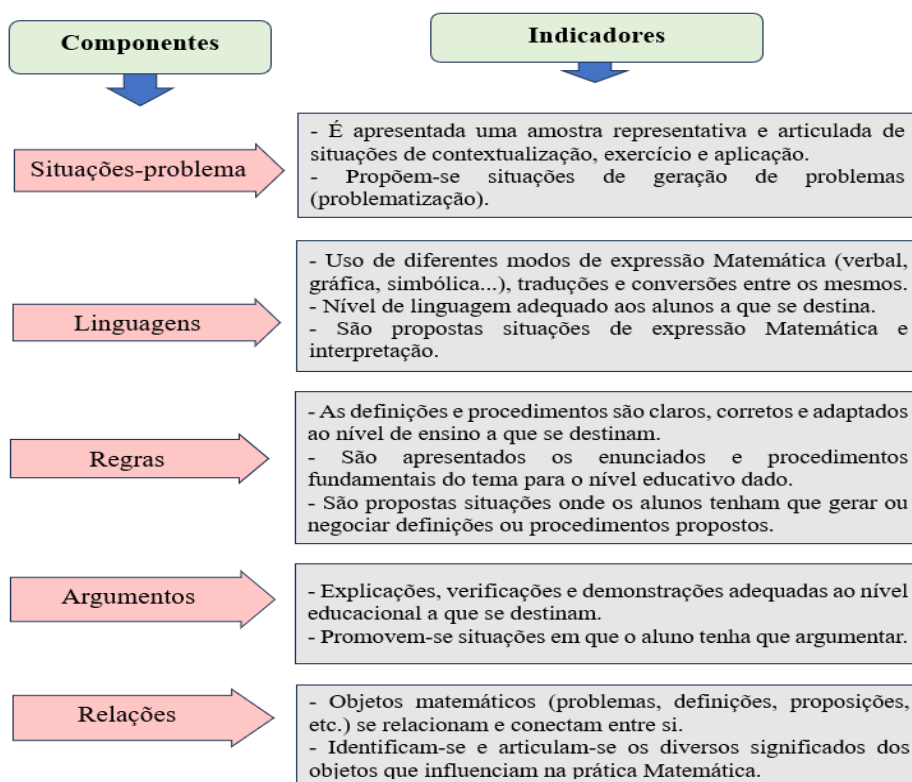 Componentes
Indicadores
Situações-problema
- É apresentada uma amostra representativa e articulada de
situações de contextualização, exercício e aplicação.
- Propõem-se situações de geração de problemas
(problematização).
Linguagens
- Uso de diferentes modos de expressão Matemática (verbal,
gráfica, simbólica...), traduções e conversões entre os mesmos.
- Nível de linguagem adequado aos alunos a que se destina.
- São propostas situações de expressão Matemática e
interpretação.
Regras
- As definições e procedimentos são claros, corretos e adaptados
ao nível de ensino a que se destinam.
- São apresentados os enunciados e procedimentos
fundamentais do tema para o nível educativo dado.
- São propostas situações onde os alunos tenham que gerar ou
negociar definições ou procedimentos propostos.
Argumentos
- Explicações, verificações e demonstrações adequadas ao nível
educacional a que se destinam.
- Promovem-se situações em que o aluno tenha que argumentar.
Relações
- Objetos matemáticos (problemas, definições, proposições,
etc.) se relacionam e conectam entre si.
- Identificam-se e articulam-se os diversos significados dos
objetos que influenciam na prática Matemática.